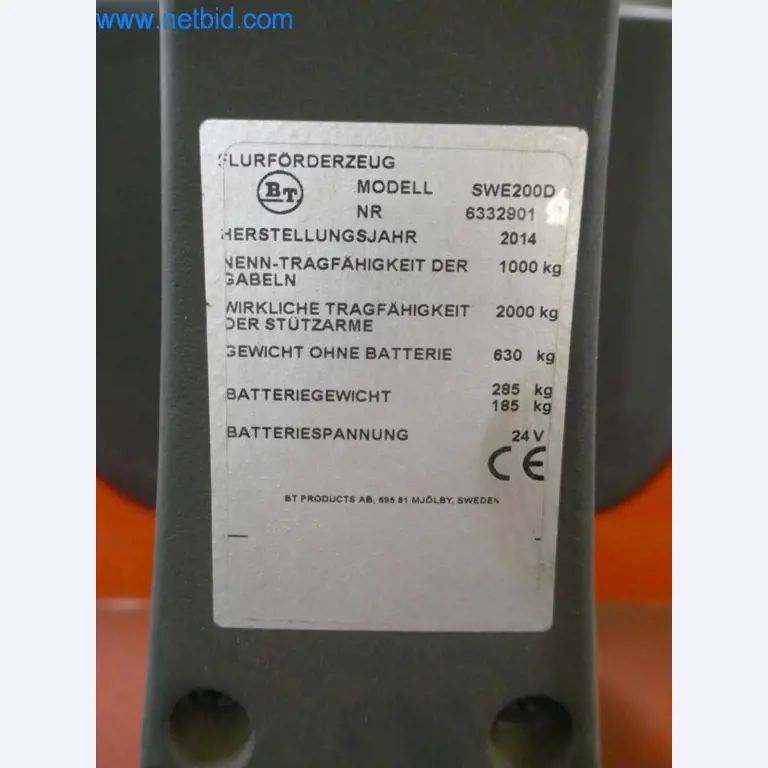 www.netbid.com
FLURFÖRDERZEUG
BT
MODELL SWE200D
NR 6332901
HERSTELLUNGSJAHR 2014
NENN-TRAGFÄHIGKEIT DER 1000 kg
GABELN
WIRKLICHE TRAGFÄHIGKEIT 2000 kg
DER STÜTZARME
GEWICHT OHNE BATTERIE 630 kg
BATTERIEGEWICHT 285 kg
185 kg
BATTERIESPANNUNG 24 V
CE
BT PRODUCTS AB, 595 81 MJÖLBY, SWEDEN